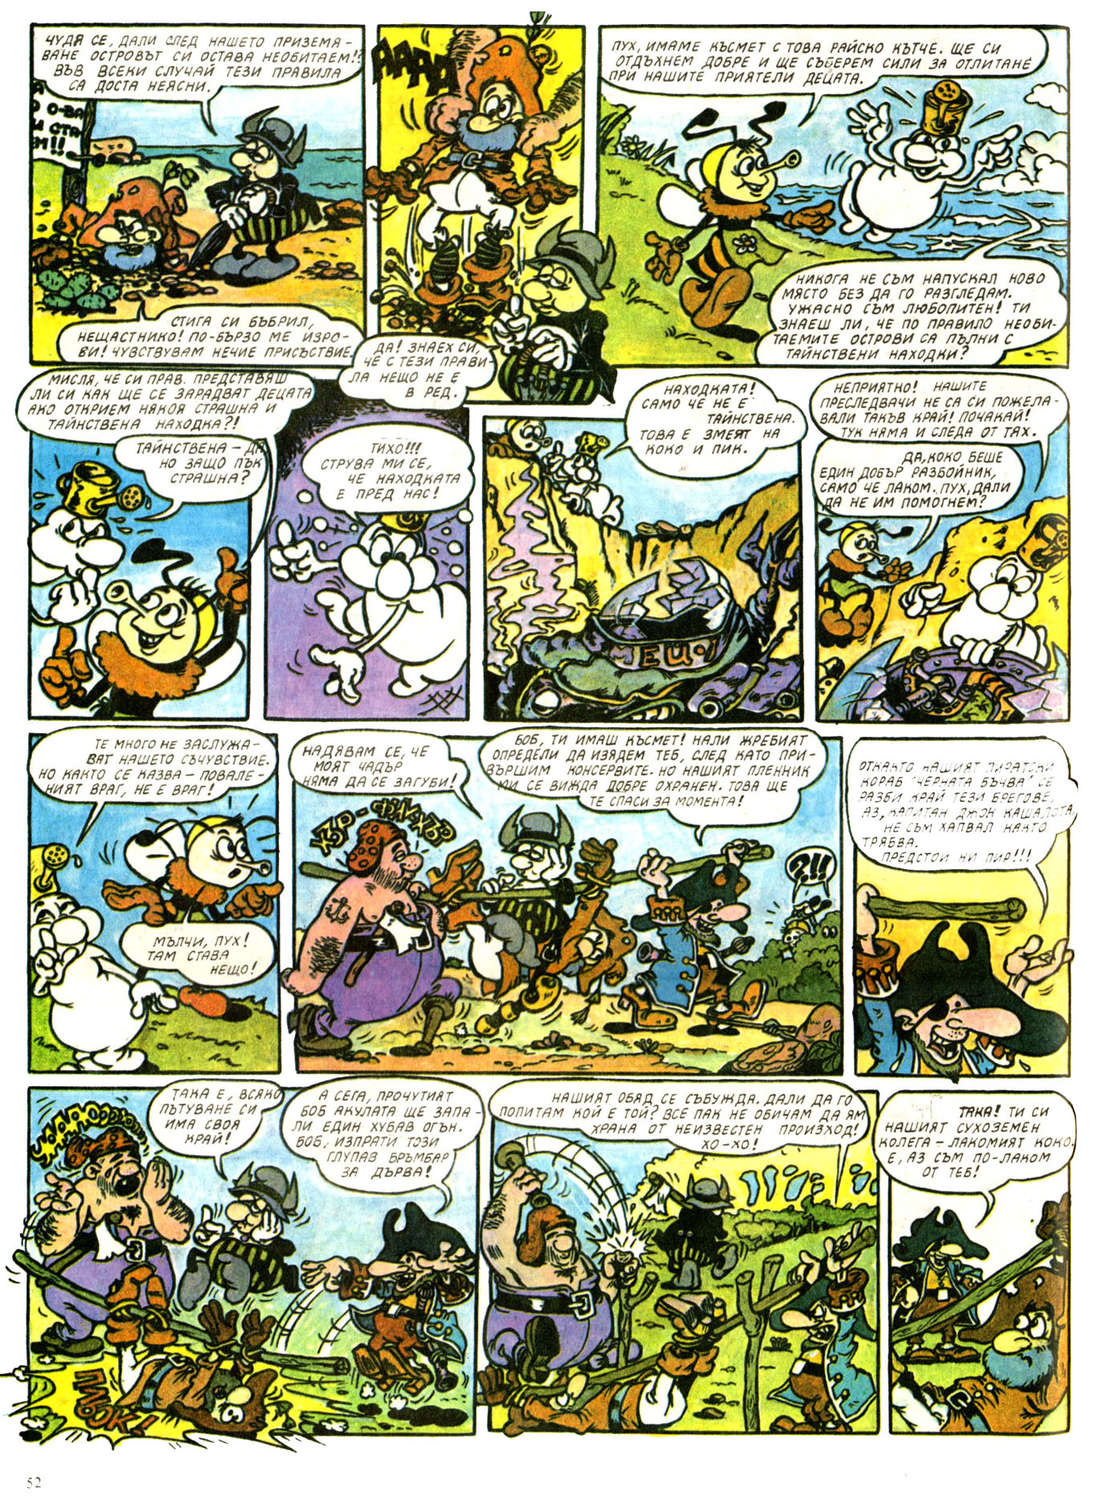 ЧУДЯ СЕ, ДАЛИ СЛЕД НАШЕТО ПРИЗЕМЯ-
ВАНЕ ОСТРОВЪТ СИ ОСТАВА НЕОБИТАЕМ!?
ВЪВ ВСЕКИ СЛУЧАЙ ТЕЗИ ПРАВИЛА
СА ДОСТА НЕЯСНИ.
О-ВА
И СТА-
М!!
СТИГА СИ БЪБРИЛ,
НЕЩАСТНИКО! ПО-БЪРЗО МЕ ИЗРО-
ВИ! ЧУВСТВУВАМ НЕЧИЕ ПРИСЪСТВИЕ.
АААА
ДА! ЗНАЕХ СИ,
ЧЕ С ТЕЗИ ПРАВИ-
ЛА НЕЩО НЕ Е
В РЕД.
ПУХ, ИМАМЕ КЪСМЕТ С ТОВА РАЙСКО КЪТЧЕ. ЩЕ СИ
ОТДЪХНЕМ ДОБРЕ И ЩЕ СЪБЕРЕМ СИЛИ ЗА ОТЛИТАНЕ
ПРИ НАШИТЕ ПРИЯТЕЛИ ДЕЦАТА.
НИКОГА НЕ СЪМ НАПУСКАЛ НОВО
МЯСТО БЕЗ ДА ГО РАЗГЛЕДАМ.
УЖАСНО СЪМ ЛЮБОПИТЕН! ТИ
ЗНАЕШ ЛИ, ЧЕ ПО ПРАВИЛО НЕОБИ-
ТАЕМИТЕ ОСТРОВИ СА ПЪЛНИ С
ТАЙНСТВЕНИ НАХОДКИ?
МИСЛЯ, ЧЕ СИ ПРАВ. ПРЕДСТАВЯШ
ЛИ СИ КАК ЩЕ СЕ ЗАРАДВАТ ДЕЦАТА
АКО ОТКРИЕМ НЯКОЯ СТРАШНА И
ТАЙНСТВЕНА НАХОДКА?!
ТАЙНСТВЕНА - ДА,
НО ЗАЩО ПЪК
СТРАШНА?
ТИХО!!!
СТРУВА МИ СЕ,
ЧЕ НАХОДКАТА
Е ПРЕД НАС!
НАХОДКАТА!
САМО ЧЕ НЕ Е
ТАЙНСТВЕНА.
ТОВА Е ЗМЕЯТ НА
КОКО И ПИК.
НЕПРИЯТНО! НАШИТЕ
ПРЕСЛЕДВАЧИ НЕ СА СИ ПОЖЕЛА-
ВАЛИ ТАКЪВ КРАЙ! ПОЧАКАЙ!
ТУК НЯМА И СЛЕДА ОТ ТЯХ.
ДА, КОКО БЕШЕ
ЕДИН ДОБЪР РАЗБОЙНИК,
САМО ЧЕ ЛАКОМ. ПУХ, ДАЛИ
ДА НЕ ИМ ПОМОГНЕМ?
ТЕ МНОГО НЕ ЗАСЛУЖА-
ВАТ НАШЕТО СЪЧУВСТВИЕ.
НО КАКТО СЕ КАЗВА - ПОВАЛЕ-
НИЯТ ВРАГ, НЕ Е ВРАГ!
МЪЛЧИ, ПУХ!
ТАМ СТАВА
НЕЩО!
НАДЯВАМ СЕ, ЧЕ
МОЯТ ЧАДЪР
НЯМА ДА СЕ ЗАГУБИ!
БОБ, ТИ ИМАШ КЪСМЕТ! НАЛИ ЖРЕБИЯТ
ОПРЕДЕЛИ ДА ИЗЯДЕМ ТЕБ, СЛЕД КАТО ПРИ-
ВЪРШИМ КОНСЕРВИТЕ. НО НАШИЯТ ПЛЕННИК
МИ СЕ ВИЖДА ДОБРЕ ОХРАНЕН. ТОВА ЩЕ
ТЕ СПАСИ ЗА МОМЕНТА!
?!!
ОТКАКТО НАШИЯТ ПИРАТСКИ
КОРАБ "ЧЕРНАТА БЪЧВА" СЕ
РАЗБИ КРАЙ ТЕЗИ БРЕГОВЕ,
АЗ, КАПИТАН ДЖОН КАШАЛОТА,
НЕ СЪМ ХАПВАЛ КАКТО
ТРЯБВА.
ПРЕДСТОИ НИ ПИР!!!
ТАКА Е, ВСЯКО
ПЪТУВАНЕ СИ
ИМА СВОЯ
КРАЙ!
А СЕГА, ПРОЧУТИЯТ
БОБ АКУЛАТА ЩЕ ЗАПА-
ЛИ ЕДИН ХУБАВ ОГЪН.
БОБ, ИЗПРАТИ ТОЗИ
ГЛУПАВ БРЪМБАР
ЗА ДЪРВА!
НАШИЯТ ОБЯД СЕ СЪБУЖДА. ДАЛИ ДА ГО
ПОПИТАМ КОЙ Е ТОЙ? ВСЕ ПАК НЕ ОБИЧАМ ДА ЯМ
ХРАНА ОТ НЕИЗВЕСТЕН ПРОИЗХОД!
ХО-ХО!
ТАКА! ТИ СИ
НАШИЯТ СУХОЗЕМЕН
КОЛЕГА - ЛАКОМИЯТ КОКО.
Е, АЗ СЪМ ПО-ЛАКОМ
ОТ ТЕБ!
52